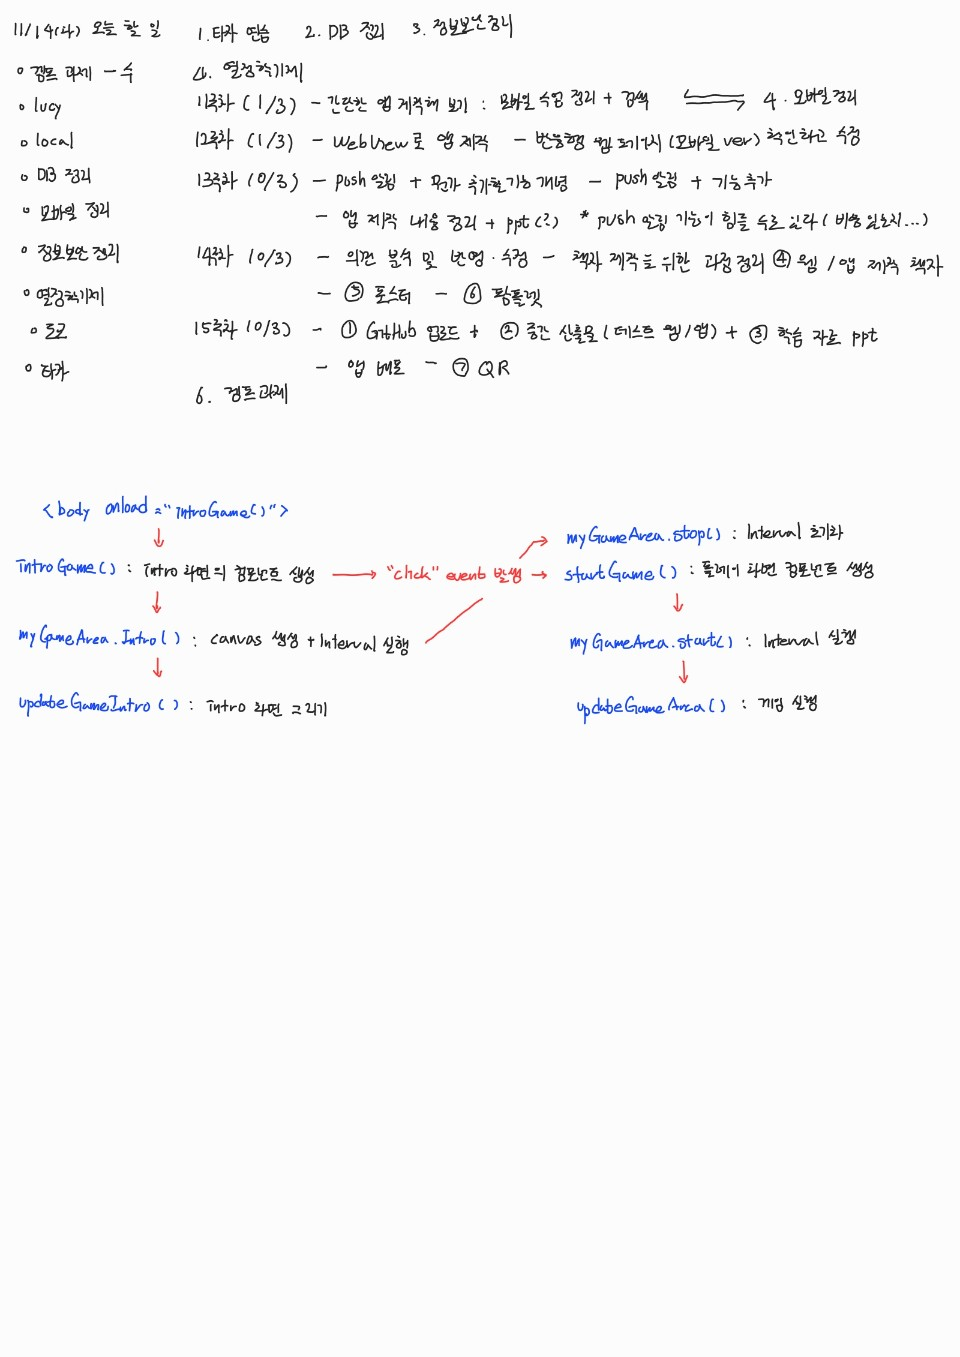 11/14(화) 오늘 할 일
1. 타자 연습 2. DB 정리 3. 정보보안정리
◦ 점프 과제 - 수
◦ lucy
◦ local
◦ DB 정리
◦ 모바일 정리
◦ 정보보안 정리
◦ 열정학기제
◦ 토르
◦ 타자
4. 열정학기제
11주차 (1/3) - 간단한 앱 제작해 보기 : 모바일 수업 정리 + 검색
4. 모바일정리
12주차 (1/3) - WebView로 앱 제작 - 반응형 웹 페이지(모바일 ver) 확인하고 수정
13주차 (0/3) - push 알림 + 뭔가 추가할 기능 개념 - push 알림 + 기능추가
- 앱 제작 내용 정리 + ppt(?) * push 알림 기능이 힘들 수도 있다(비용 일도치...)
14주차 (0/3) - 의견 분석 및 반영·수정 - 책자 제작을 위한 과정 정리 ④ 웹 / 앱 제작 책자
- ⑤ 포스터 - ⑥ 팜플렛
15주차 (0/3) - ① GitHub 업로드 + ② 중간 산출물 (테스트 웹/앱) + ③ 학습 자료 ppt
- 앱 배포 - ⑦ QR
6. 점프과제
<body onload="introGame()">
introGame() : Intro 화면의 컴포넌트 생성 → "click" event 발생
myGameArea.Intro() : canvas 생성 + Interval 실행
updateGameIntro() : intro 화면 그리기
myGameArea.stop() : Interval 초기화
→ startGame() : 플레이 화면 컴포넌트 생성
myGameArea.start() : Interval 실행
updateGameArea() : 게임 실행